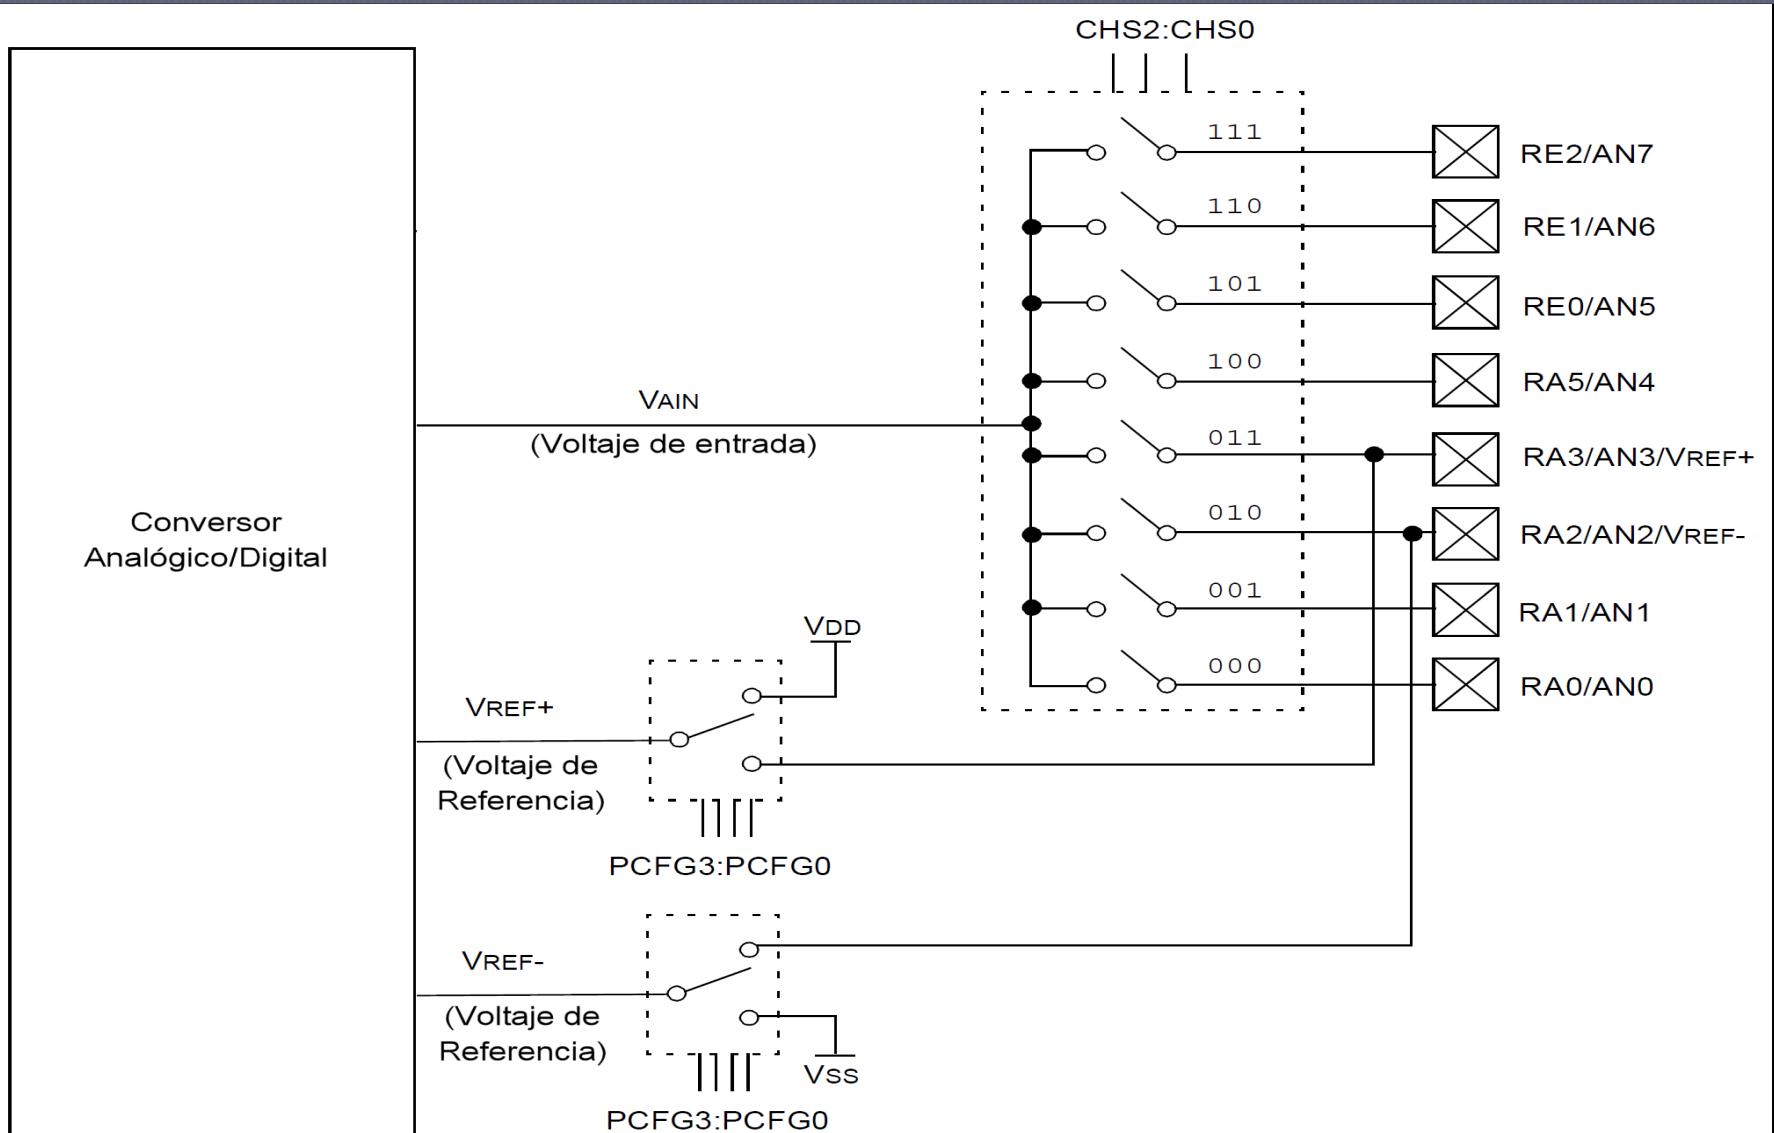 CHS2:CHS0
111
RE2/AN7
110
RE1/AN6
101
RE0/AN5
100
RA5/AN4
VAIN
(Voltaje de entrada)
011
RA3/AN3/VREF+
010
RA2/AN2/VREF-
Conversor
Analógico/Digital
001
RA1/AN1
VDD
000
RA0/AN0
VREF+
(Voltaje de
Referencia)
PCFG3:PCFG0
VREF-
(Voltaje de
Referencia)
VSS
PCFG3:PCFG0